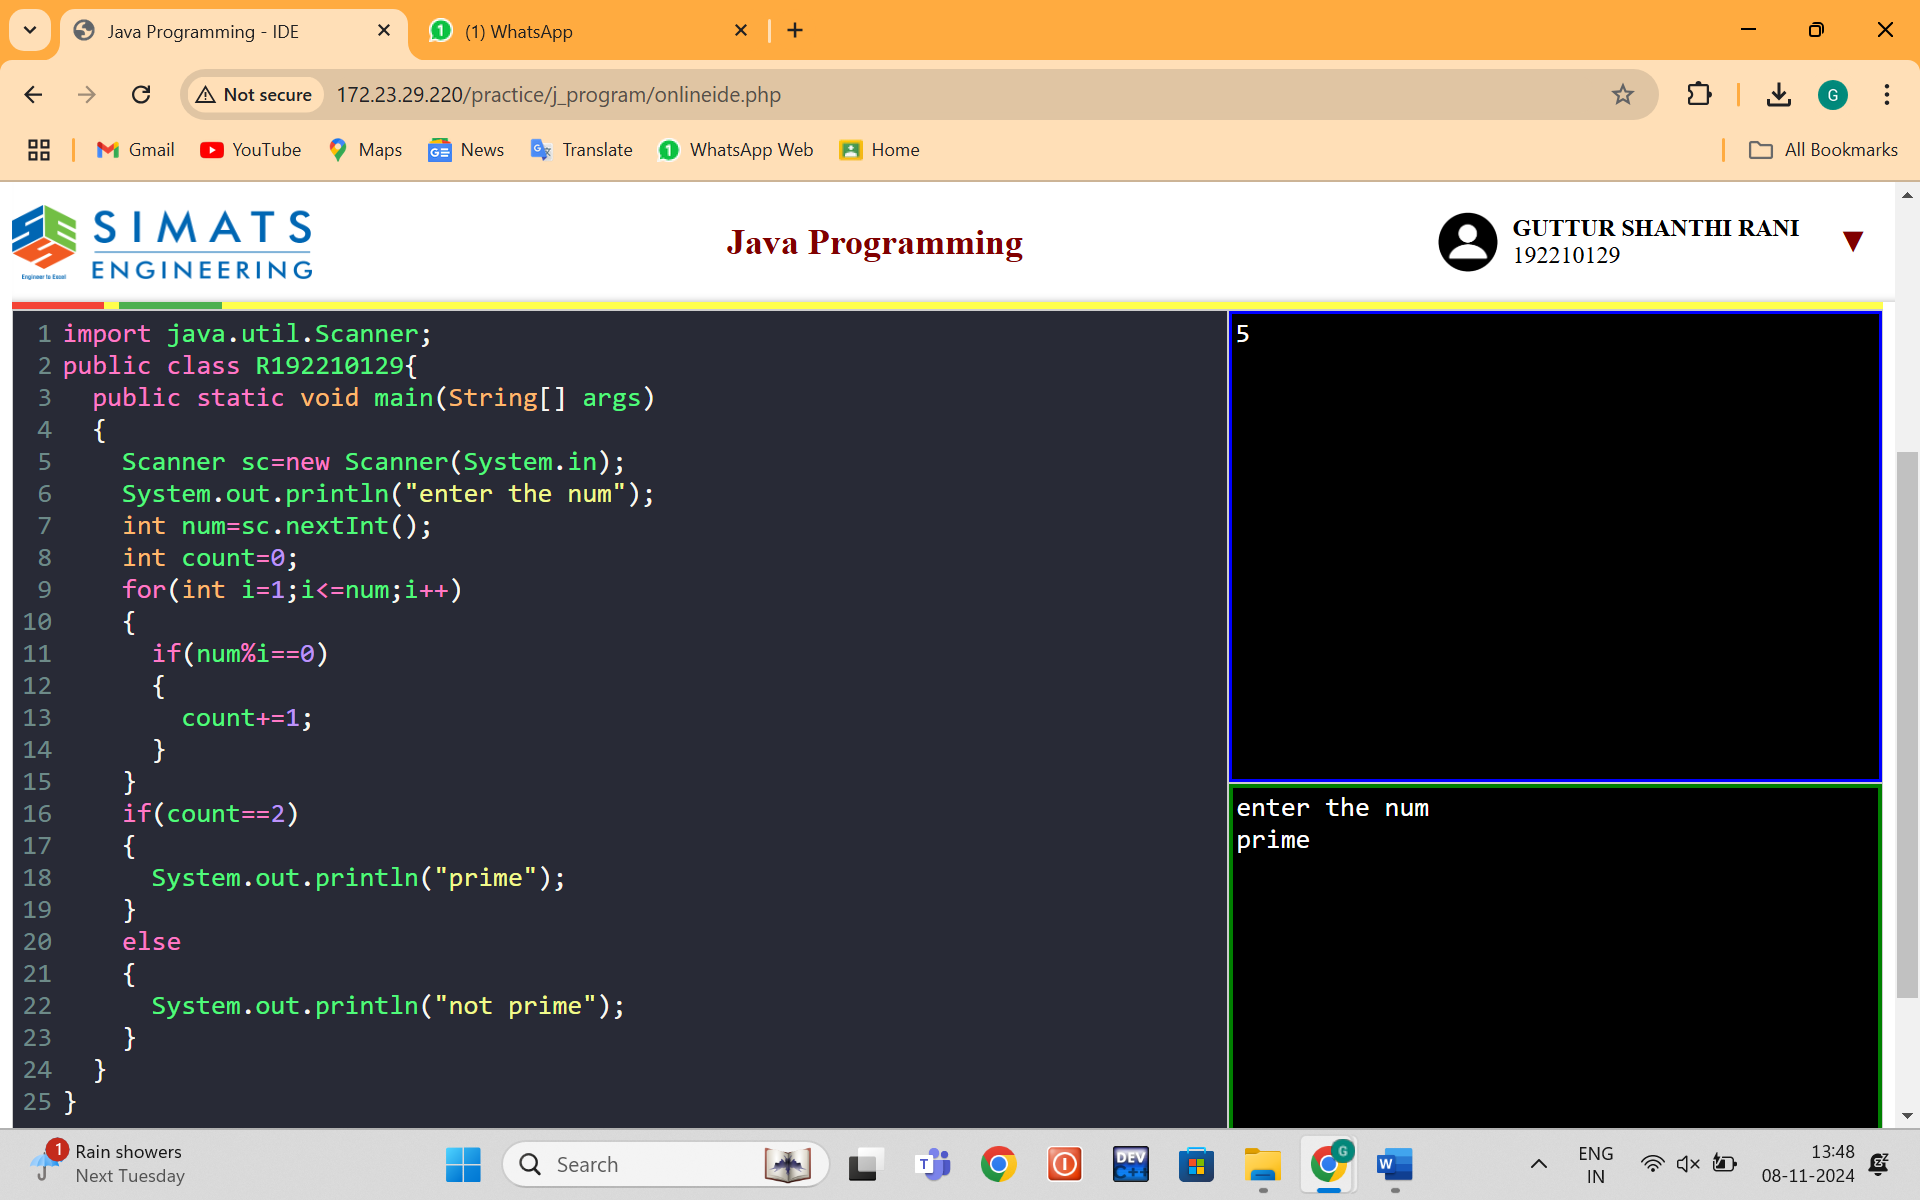 Java Programming - IDE
(1) WhatsApp
Not secure
172.23.29.220/practice/j_program/onlineide.php
G
Gmail
YouTube
Maps
News
Translate
WhatsApp Web
Home
All Bookmarks
SIMATS
ENGINEERING
Engineer to Excel
Java Programming
GUTTUR SHANTHI RANI
192210129
1 import java.util.Scanner;
2 public class R192210129{
3 public static void main(String[] args)
4 {
5 Scanner sc=new Scanner(System.in);
6 System.out.println("enter the num");
7 int num=sc.nextInt();
8 int count=0;
9 for(int i=1;i<=num;i++)
10 {
11 if(num%i==0)
12 {
13 count+=1;
14 }
15 }
16 if(count==2)
17 {
18 System.out.println("prime");
19 }
20 else
21 {
22 System.out.println("not prime");
23 }
24 }
25 }
5
enter the num
prime
1
Rain showers
Next Tuesday
Search
DEV
C++
G
W
ENG
IN
13:48
08-11-2024